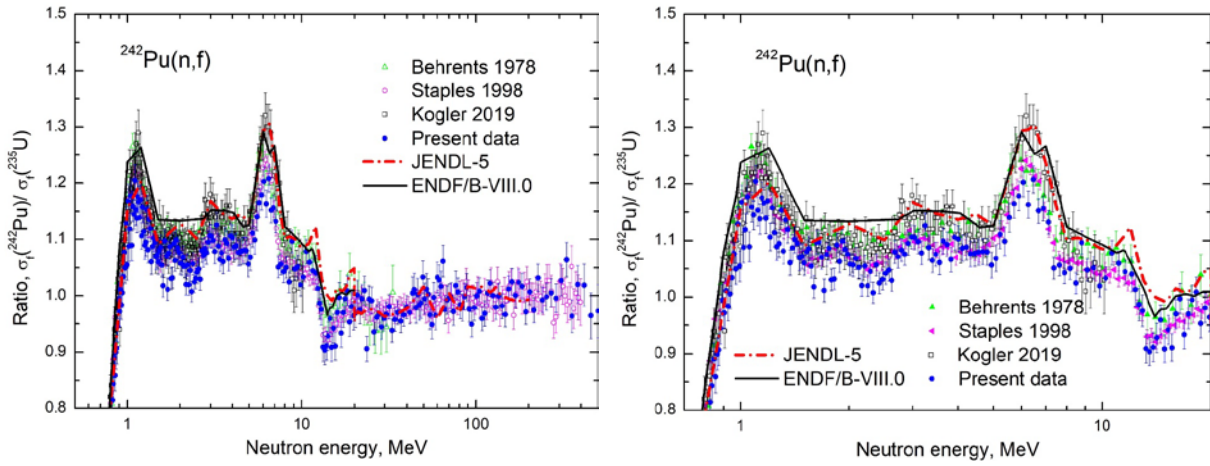 1.5
1.4
1.3
1.2
1.1
1.0
0.9
0.8
Ratio, σf(²⁴²Pu)/ σf(²³⁵U)
²⁴²Pu(n,f)
Behrents 1978
Staples 1998
Kogler 2019
Present data
JENDL-5
ENDF/B-VIII.0
1
10
100
Neutron energy, MeV
1.5
1.4
1.3
1.2
1.1
1.0
0.9
0.8
Ratio, σf(²⁴²Pu)/ σf(²³⁵U)
²⁴²Pu(n,f)
Behrents 1978
Staples 1998
JENDL-5
Kogler 2019
ENDF/B-VIII.0
Present data
1
10
Neutron energy, MeV